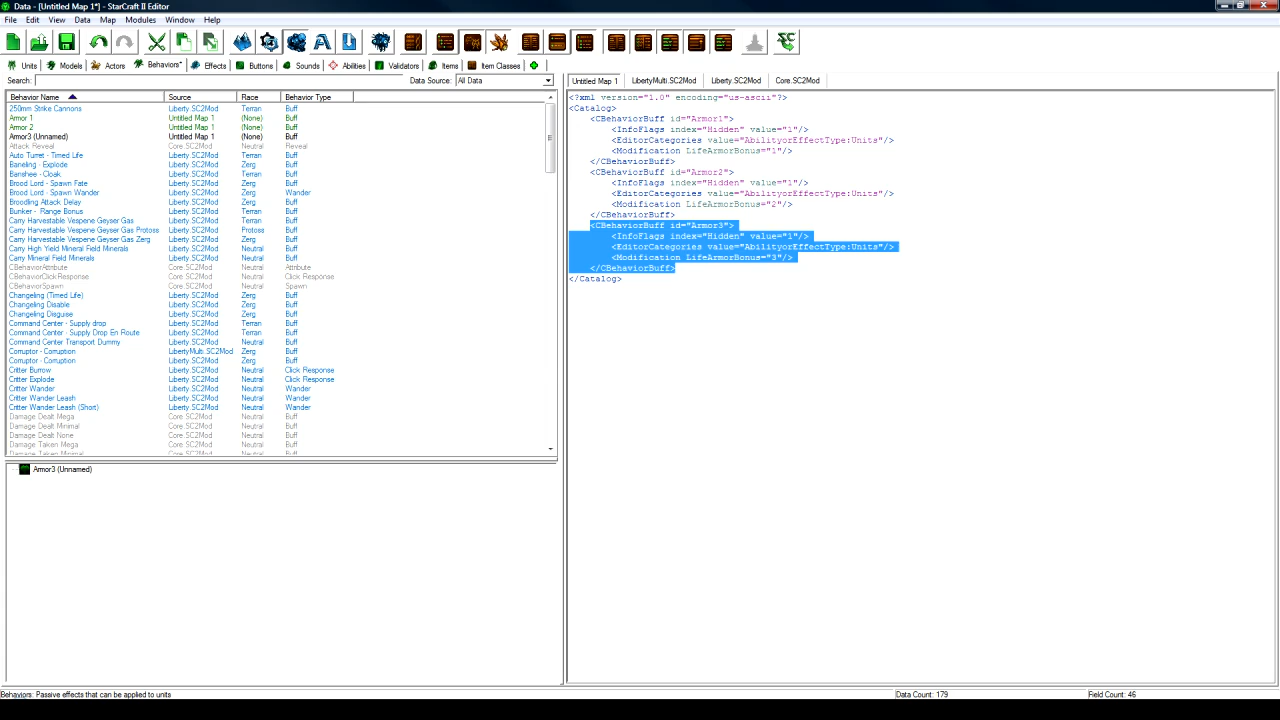 Data - [Untitled Map 1*] - StarCraft II Editor
File Edit View Data Map Modules Window Help
Units Models Actors Behaviors* Effects Buttons Sounds Abilities Validators Items Item Classes
Search: Data Source: All Data
Untitled Map 1 LibertyMulti.SC2Mod Liberty.SC2Mod Core.SC2Mod
Behavior Name Source Race Behavior Type
250mm Strike Cannons Liberty.SC2Mod Terran Buff
Armor 1 Untitled Map 1 (None) Buff
Armor 2 Untitled Map 1 (None) Buff
Armor3 (Unnamed) Untitled Map 1 (None) Buff
Attack Reveal Core.SC2Mod Neutral Reveal
Auto Turret - Timed Life Liberty.SC2Mod Terran Buff
Baneling - Explode Liberty.SC2Mod Zerg Buff
Banshee - Cloak Liberty.SC2Mod Terran Buff
Brood Lord - Spawn Fate Liberty.SC2Mod Zerg Buff
Brood Lord - Spawn Wander Liberty.SC2Mod Zerg Wander
Broodling Attack Delay Liberty.SC2Mod Zerg Buff
Bunker - Range Bonus Liberty.SC2Mod Terran Buff
Carry Harvestable Vespene Geyser Gas Liberty.SC2Mod Terran Buff
Carry Harvestable Vespene Geyser Gas Protoss Liberty.SC2Mod Protoss Buff
Carry Harvestable Vespene Geyser Gas Zerg Liberty.SC2Mod Zerg Buff
Carry High Yield Mineral Field Minerals Liberty.SC2Mod Neutral Buff
Carry Mineral Field Minerals Liberty.SC2Mod Neutral Buff
CBehaviorAttribute Core.SC2Mod Neutral Attribute
CBehaviorClickResponse Core.SC2Mod Neutral Click Response
CBehaviorSpawn Core.SC2Mod Neutral Spawn
Changeling (Timed Life) Liberty.SC2Mod Zerg Buff
Changeling Disable Liberty.SC2Mod Zerg Buff
Changeling Disguise Liberty.SC2Mod Zerg Buff
Command Center - Supply drop Liberty.SC2Mod Terran Buff
Command Center - Supply Drop En Route Liberty.SC2Mod Terran Buff
Command Center Transport Dummy Liberty.SC2Mod Neutral Buff
Corruptor - Corruption LibertyMulti.SC2Mod Zerg Buff
Corruptor - Corruption Liberty.SC2Mod Zerg Buff
Critter Burrow Liberty.SC2Mod Neutral Click Response
Critter Explode Liberty.SC2Mod Neutral Click Response
Critter Wander Liberty.SC2Mod Neutral Wander
Critter Wander Leash Liberty.SC2Mod Neutral Wander
Critter Wander Leash (Short) Liberty.SC2Mod Neutral Wander
Damage Dealt Mega Core.SC2Mod Neutral Buff
Damage Dealt Minimal Core.SC2Mod Neutral Buff
Damage Dealt None Core.SC2Mod Neutral Buff
Damage Taken Mega Core.SC2Mod Neutral Buff
Damage Taken Minimal Core.SC2Mod Neutral Buff
Armor3 (Unnamed)
<?xml version="1.0" encoding="us-ascii"?>
<Catalog>
<CBehaviorBuff id="Armor1">
<InfoFlags index="Hidden" value="1"/>
<EditorCategories value="AbilityorEffectType:Units"/>
<Modification LifeArmorBonus="1"/>
</CBehaviorBuff>
<CBehaviorBuff id="Armor2">
<InfoFlags index="Hidden" value="1"/>
<EditorCategories value="AbilityorEffectType:Units"/>
<Modification LifeArmorBonus="2"/>
</CBehaviorBuff>
<CBehaviorBuff id="Armor3">
<InfoFlags index="Hidden" value="1"/>
<EditorCategories value="AbilityorEffectType:Units"/>
<Modification LifeArmorBonus="3"/>
</CBehaviorBuff>
</Catalog>
Behaviors: Passive effects that can be applied to units Data Count: 179 Field Count: 46